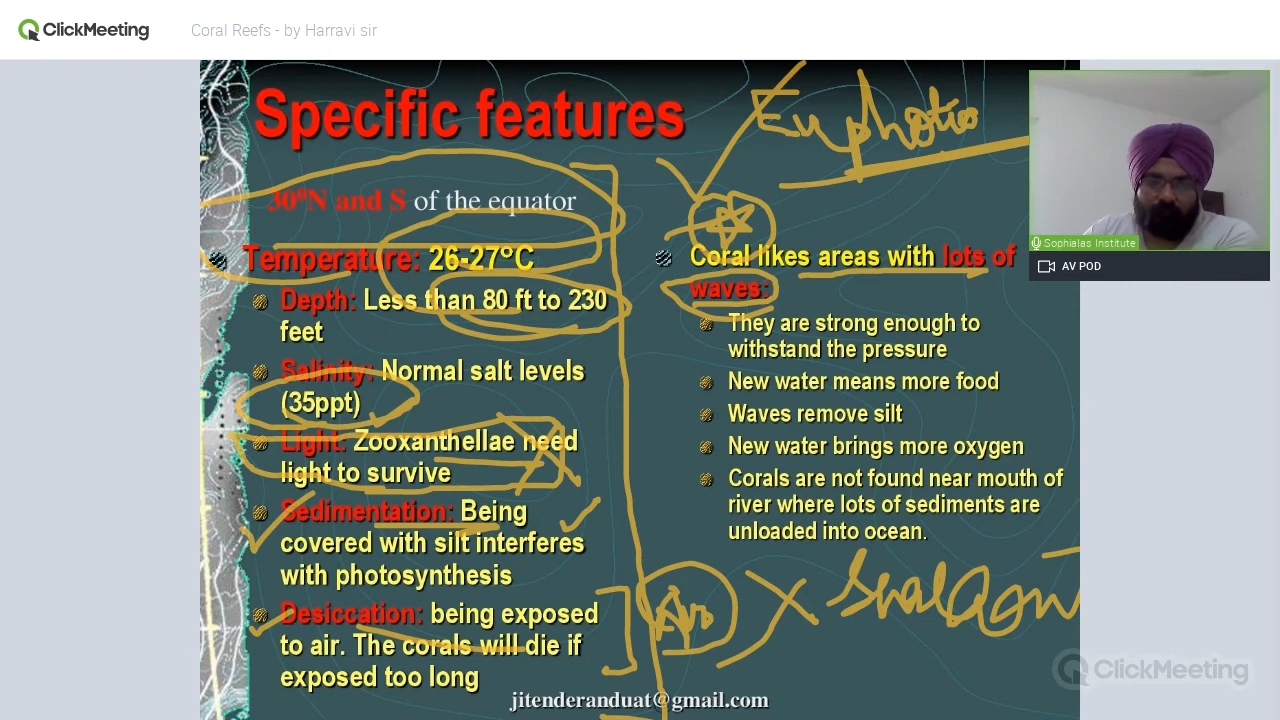 ClickMeeting
Coral Reefs - by Harravi sir
Specific features
Euphotic
30⁰N and S of the equator
Temperature: 26-27°C
Depth: Less than 80 ft to 230
feet
Salinity: Normal salt levels
(35ppt)
Light: Zooxanthellae need
light to survive
Sedimentation: Being
covered with silt interferes
with photosynthesis
Desiccation: being exposed
to air. The corals will die if
exposed too long
Coral likes areas with lots of
waves:
They are strong enough to
withstand the pressure
New water means more food
Waves remove silt
New water brings more oxygen
Corals are not found near mouth of
river where lots of sediments are
unloaded into ocean.
jitenderanduat@gmail.com
Sophialas Institute
AV POD
ClickMeeting